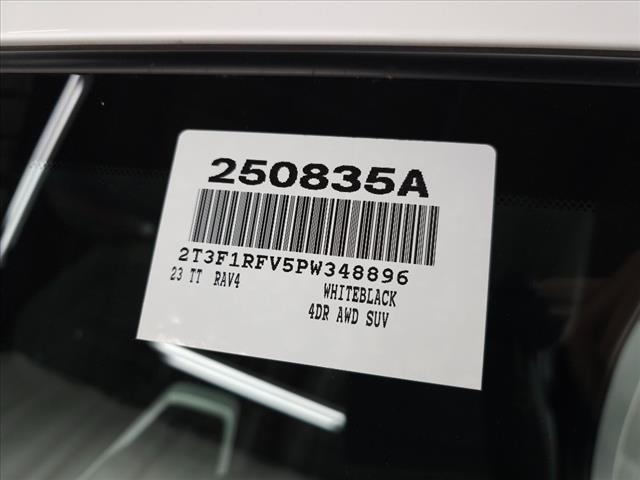 250835A
2T3F1RFV5PW348896
23 TT RAV4 WHITEBLACK
4DR AWD SUV